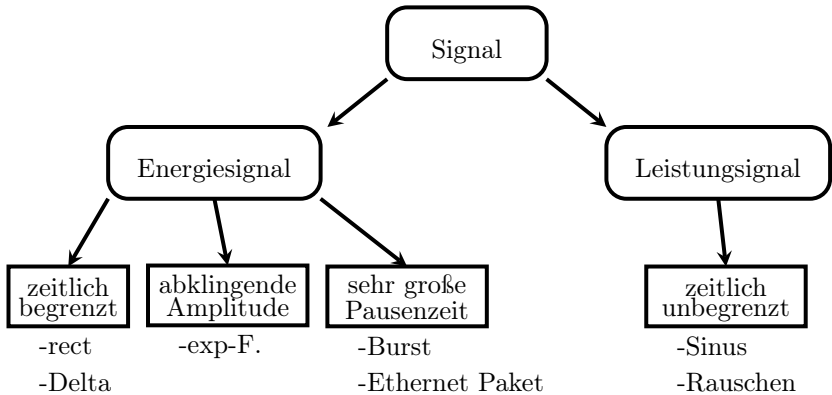 Signal
Energiesignal
Leistungsignal
zeitlich
begrenzt
abklingende
Amplitude
sehr große
Pausenzeit
zeitlich
unbegrenzt
-rect
-Delta
-exp-F.
-Burst
-Ethernet Paket
-Sinus
-Rauschen